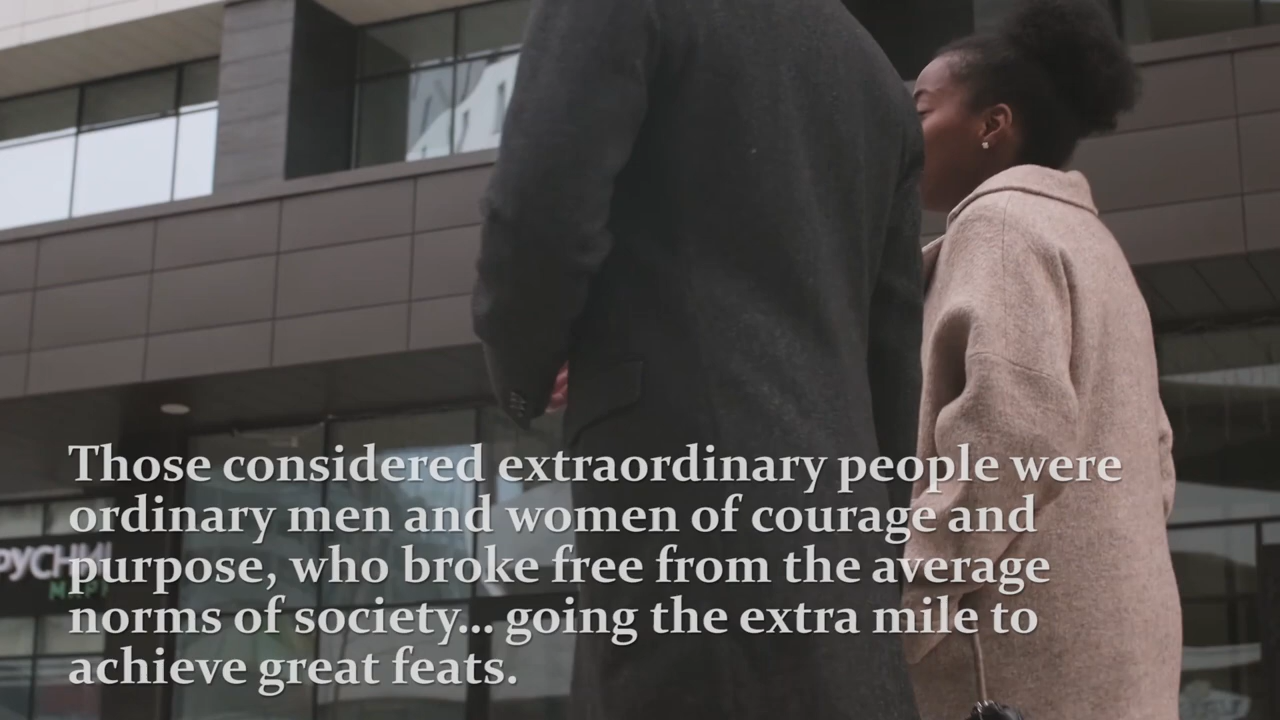 Those considered extraordinary people were
ordinary men and women of courage and
purpose, who broke free from the average
norms of society... going the extra mile to
achieve great feats.